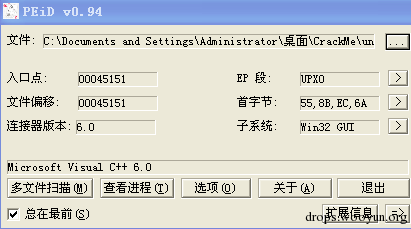 PEiD v0.94
文件: C:\Documents and Settings\Administrator\桌面\CrackMe\un ...
入口点: 00045151 EP 段: UPX0 >
文件偏移: 00045151 首字节: 55,8B,EC,6A >
连接器版本: 6.0 子系统: Win32 GUI >
Microsoft Visual C++ 6.0
多文件扫描(M) 查看进程(T) 选项(O) 关于(A) 退出
总在最前(S) 扩展信息 =>
drops.wooyun.org